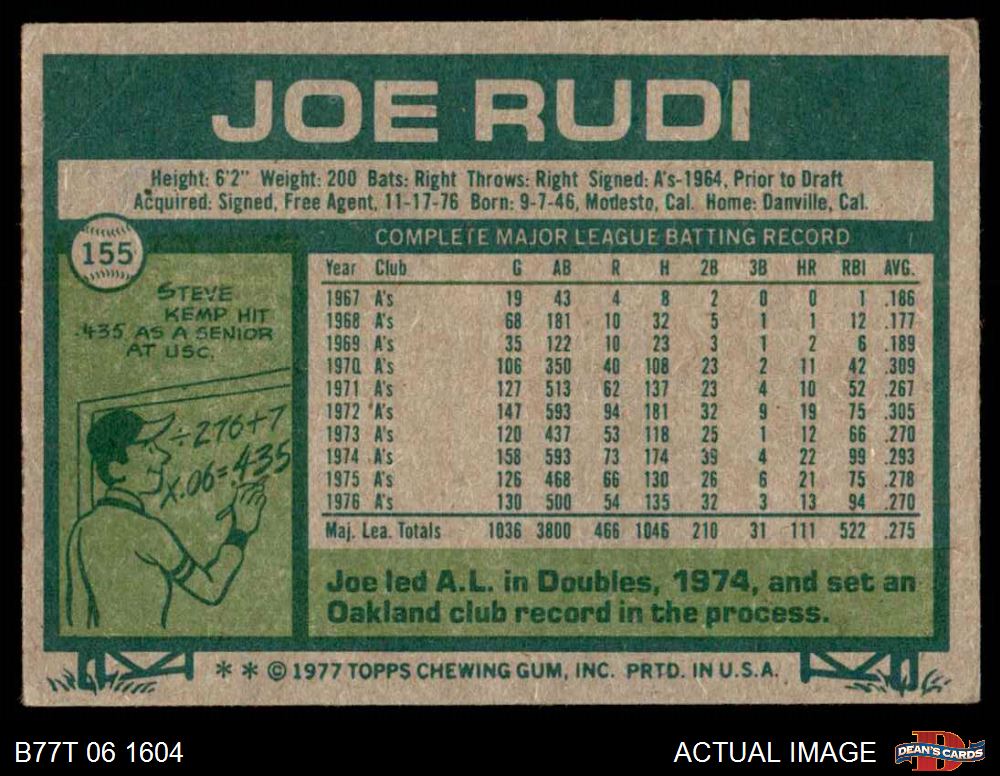 JOE RUDI
Height: 6'2" Weight: 200 Bats: Right Throws: Right Signed: A's-1964, Prior to Draft
Acquired: Signed, Free Agent, 11-17-76 Born: 9-7-46, Modesto, Cal. Home: Danville, Cal.
155
STEVE
KEMP HIT
.435 AS A SENIOR
AT USC.
÷276+7
X.06=.435
COMPLETE MAJOR LEAGUE BATTING RECORD
Year Club G AB R H 2B 3B HR RBI AVG.
1967 A's 19 43 4 8 2 0 0 1 .186
1968 A's 68 181 10 32 5 1 1 12 .177
1969 A's 35 122 10 23 3 1 2 6 .189
1970 A's 106 350 40 108 23 2 11 42 .309
1971 A's 127 513 62 137 23 4 10 52 .267
1972 A's 147 593 94 181 32 9 19 75 .305
1973 A's 120 437 53 118 25 1 12 66 .270
1974 A's 158 593 73 174 39 4 22 99 .293
1975 A's 126 468 66 130 26 6 21 75 .278
1976 A's 130 500 54 135 32 3 13 94 .270
Maj. Lea. Totals 1036 3800 466 1046 210 31 111 522 .275
Joe led A.L. in Doubles, 1974, and set an
Oakland club record in the process.
* * © 1977 TOPPS CHEWING GUM, INC. PRTD. IN U.S.A.
B77T 06 1604
ACTUAL IMAGE
DEAN'S CARDS